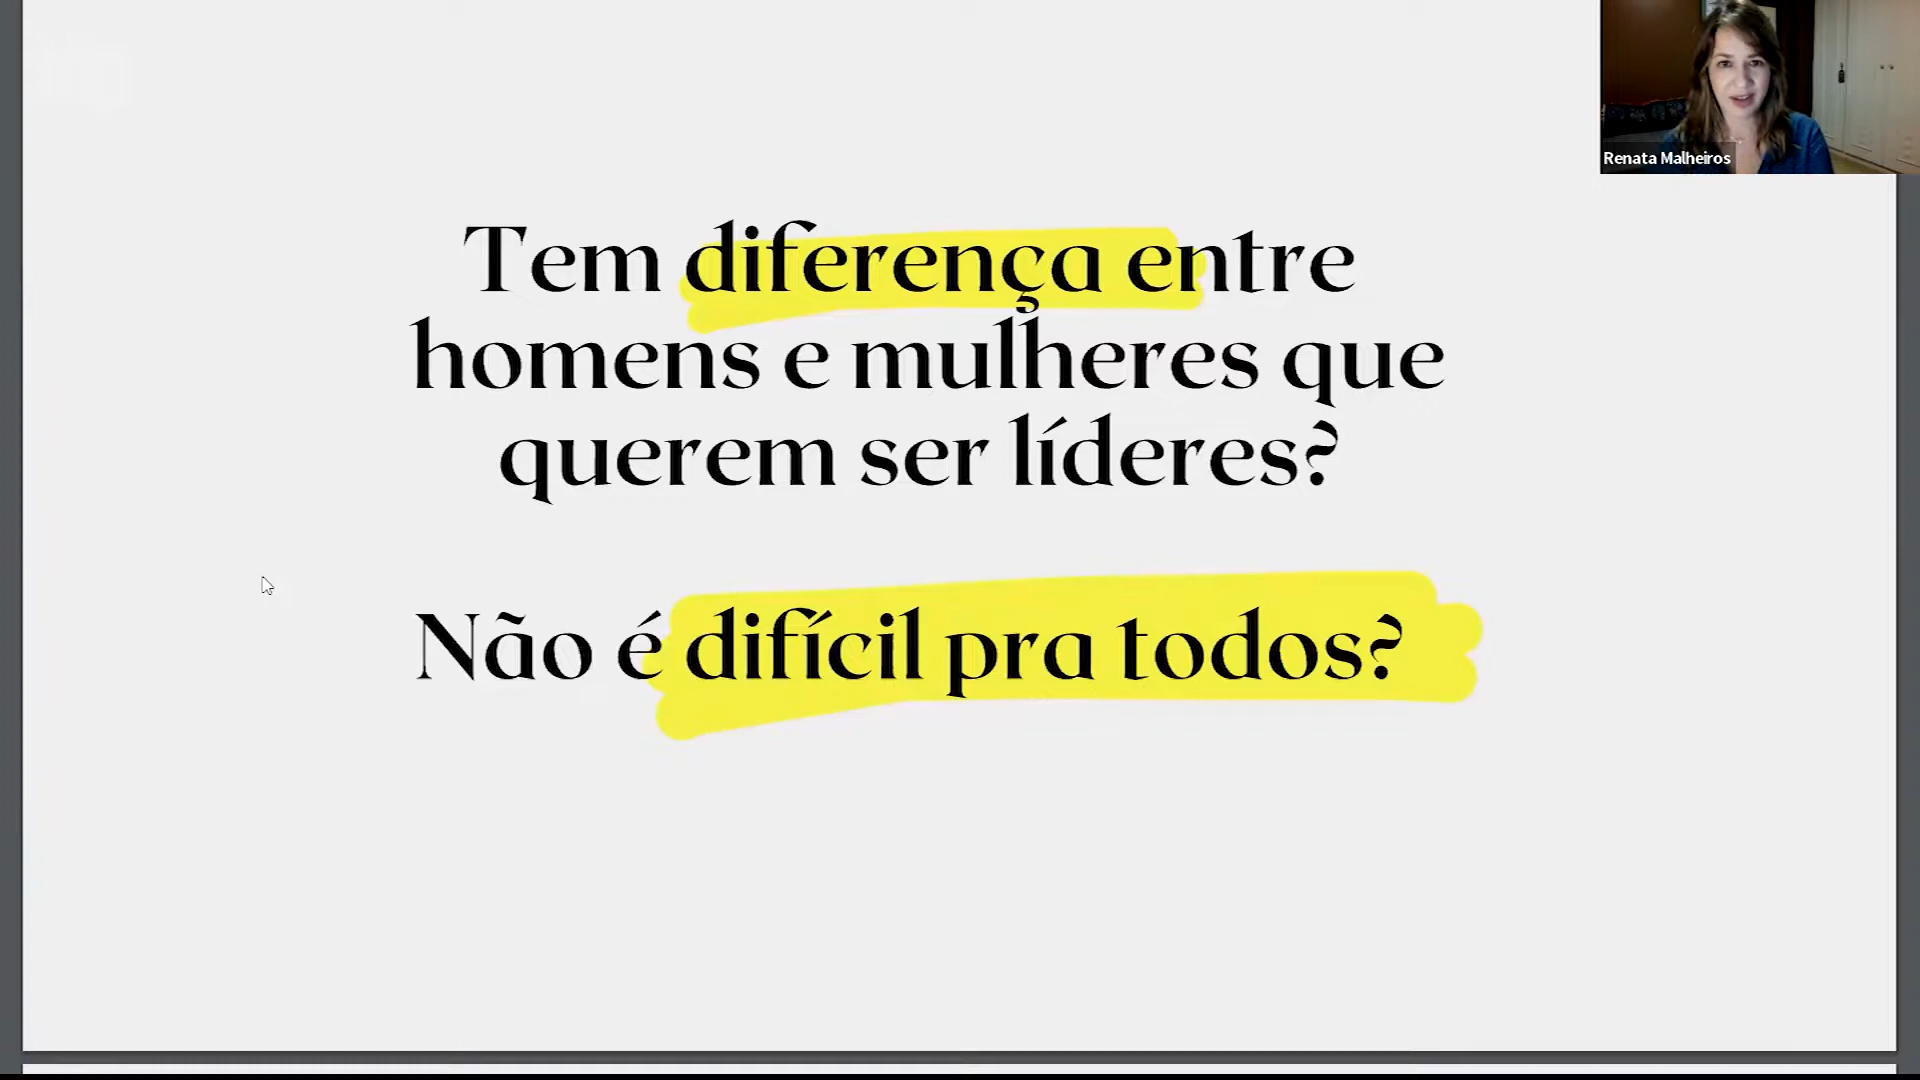 Renata Malheiros
Tem diferença entre
homens e mulheres que
querem ser líderes?
Não é difícil pra todos?